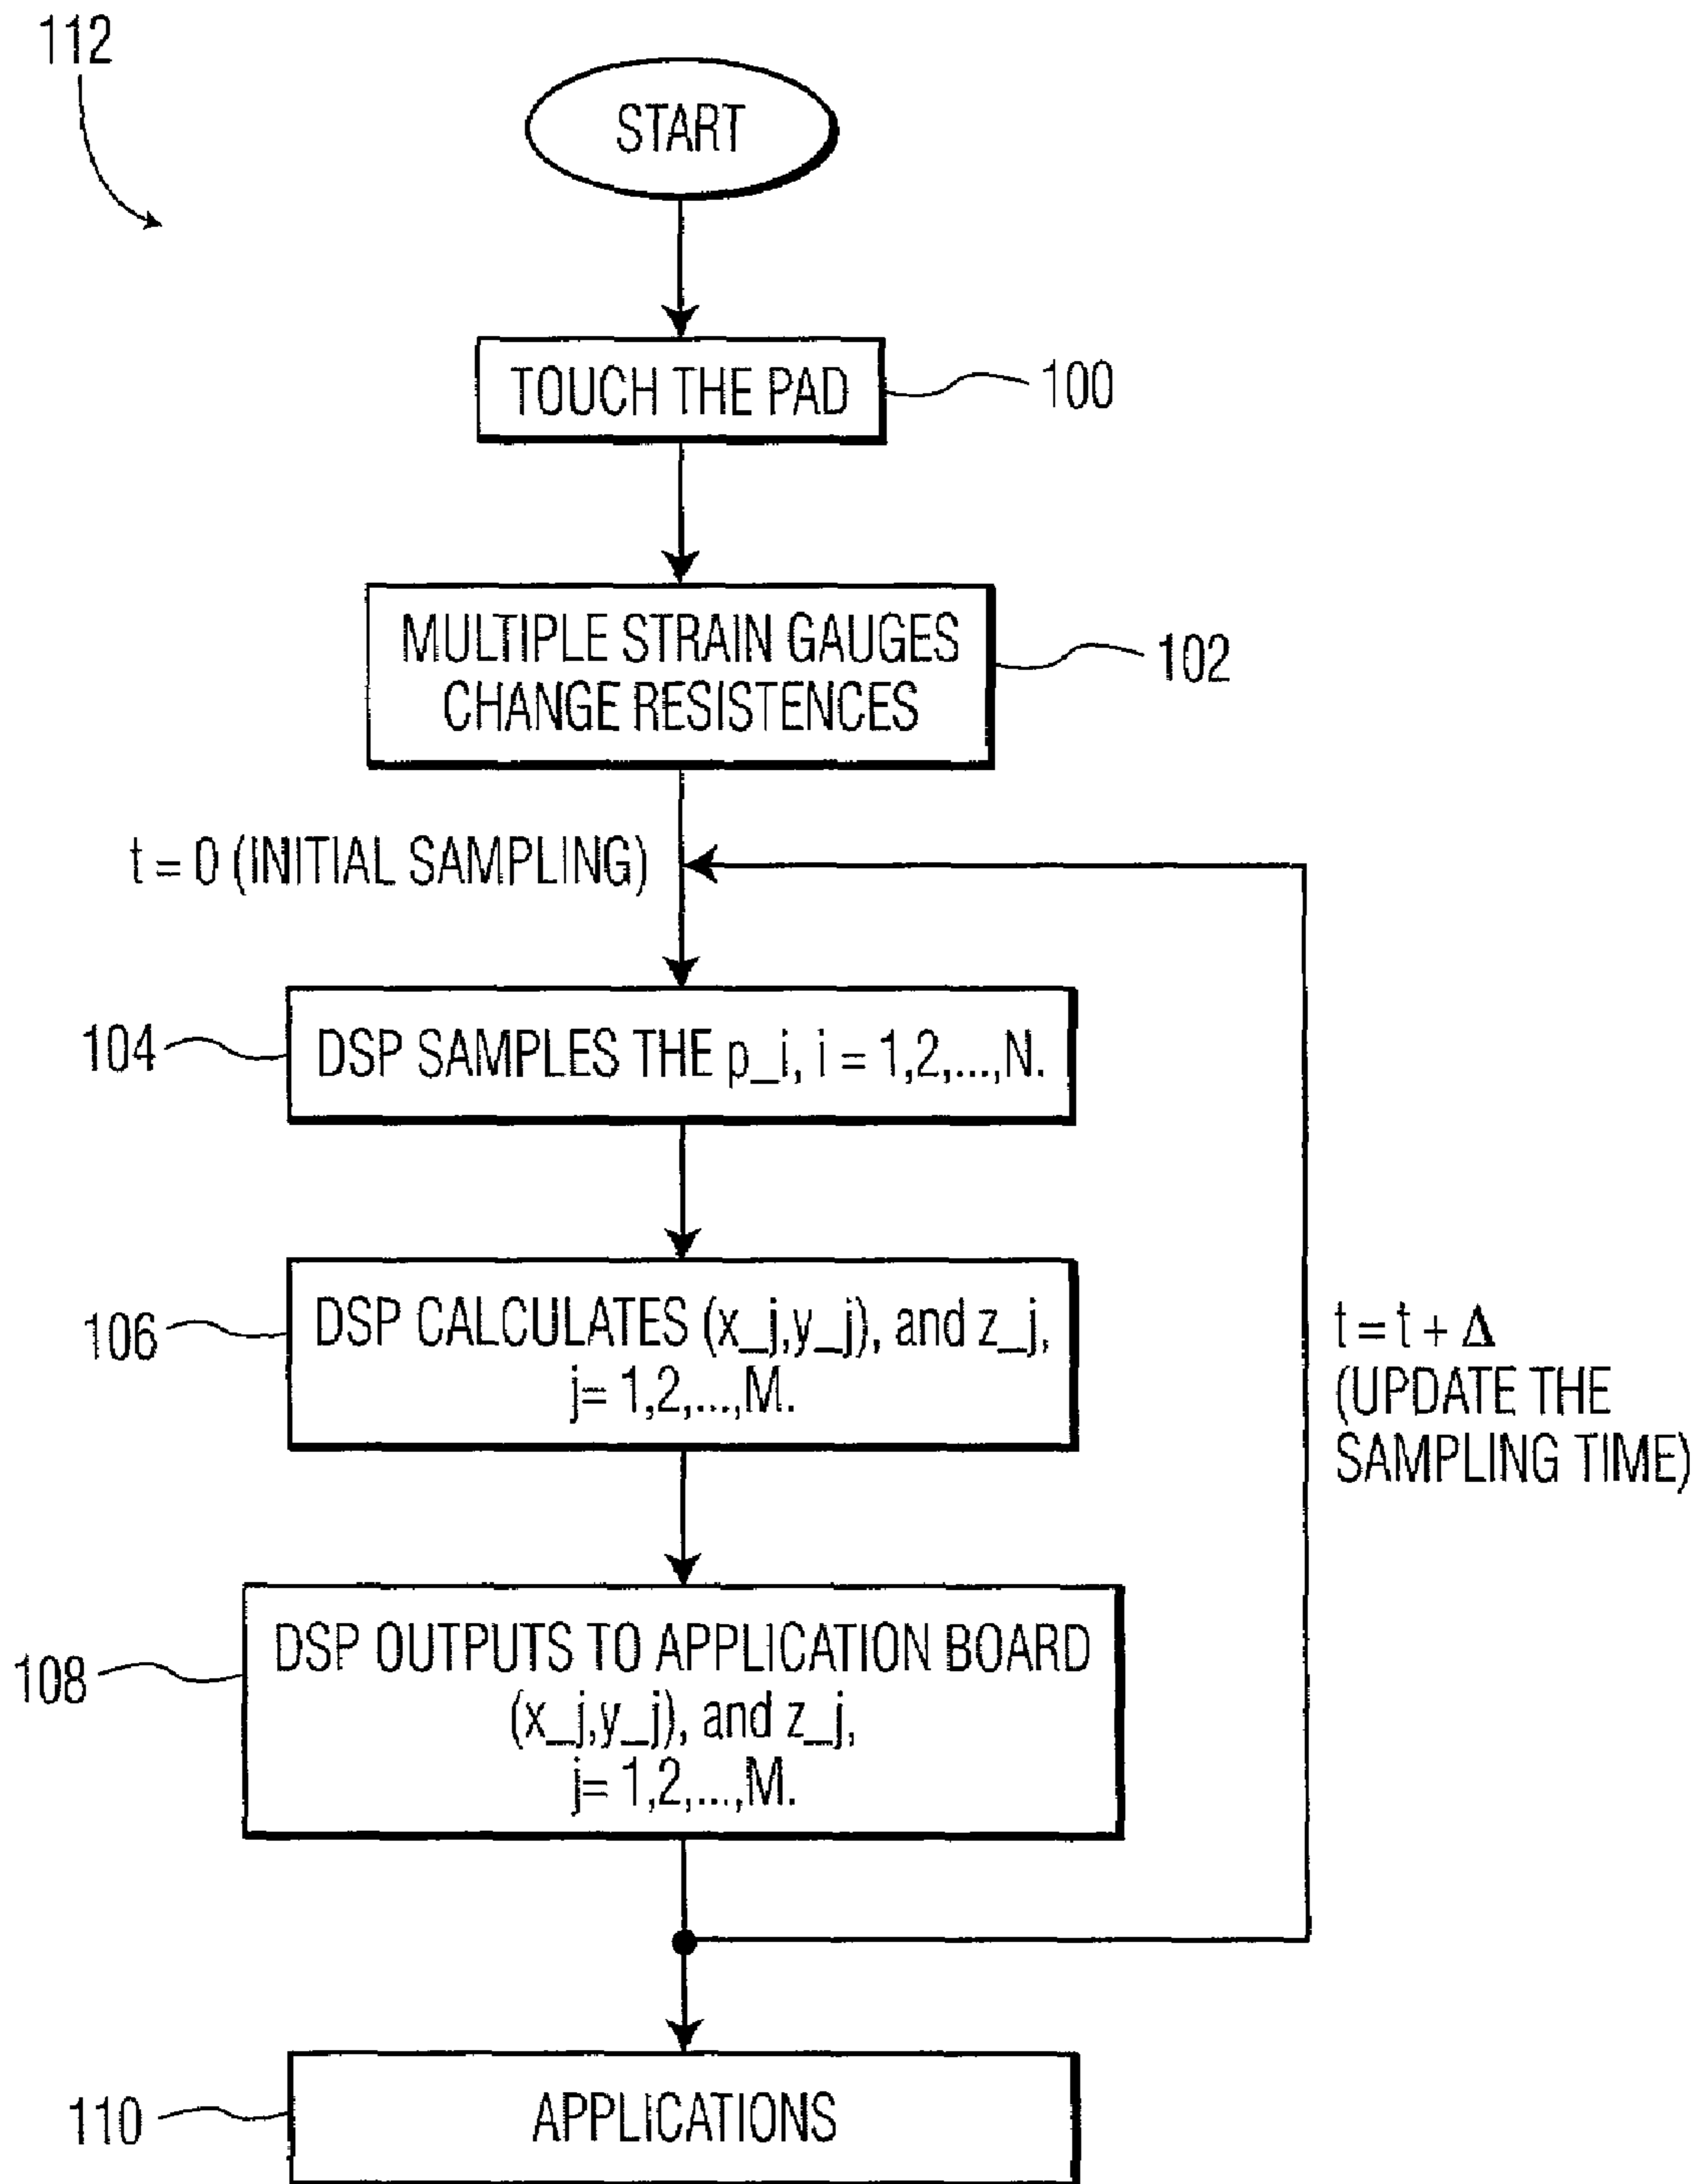 112
START
TOUCH THE PAD
100
MULTIPLE STRAIN GAUGES
CHANGE RESISTENCES
102
t = 0 (INITIAL SAMPLING)
104
DSP SAMPLES THE p_i, i = 1,2,...,N.
106
DSP CALCULATES (x_j,y_j), and z_j,
j= 1,2,...,M.
t = t + Δ
(UPDATE THE
SAMPLING TIME)
108
DSP OUTPUTS TO APPLICATION BOARD
(x_j,y_j), and z_j,
j= 1,2,...,M.
110
APPLICATIONS